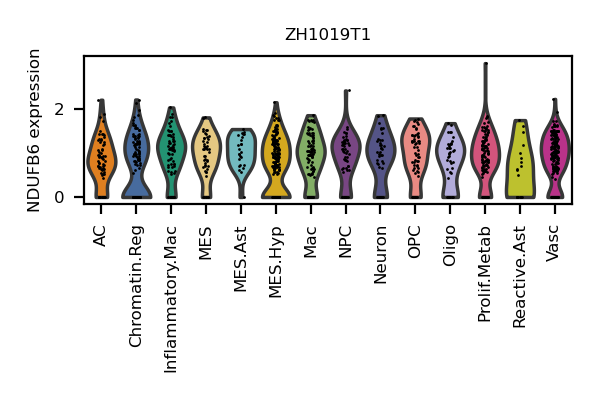 ZH1019T1
NDUFB6 expression
2
0
AC
Chromatin.Reg
Inflammatory.Mac
MES
MES.Ast
MES.Hyp
Mac
NPC
Neuron
OPC
Oligo
Prolif.Metab
Reactive.Ast
Vasc